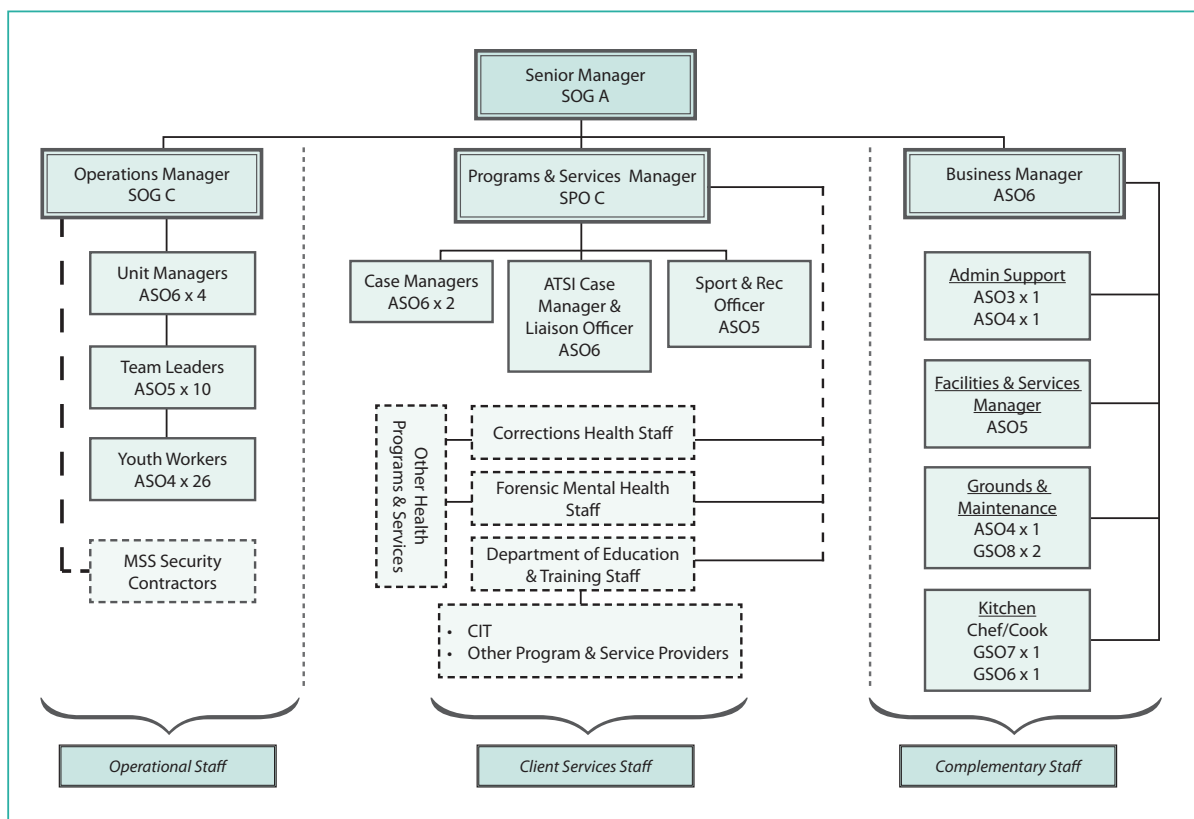 Senior Manager
SOG A
Operations Manager
SOG C
Programs & Services Manager
SPO C
Business Manager
ASO6
Unit Managers
ASO6 x 4
Team Leaders
ASO5 x 10
Youth Workers
ASO4 x 26
MSS Security
Contractors
Case Managers
ASO6 x 2
ATSI Case
Manager &
Liaison Officer
ASO6
Sport & Rec
Officer
ASO5
Other Health
Programs & Services
Corrections Health Staff
Forensic Mental Health
Staff
Department of Education
& Training Staff
• CIT
• Other Program & Service Providers
Admin Support
ASO3 x 1
ASO4 x 1
Facilities & Services
Manager
ASO5
Grounds &
Maintenance
ASO4 x 1
GSO8 x 2
Kitchen
Chef/Cook
GSO7 x 1
GSO6 x 1
Operational Staff
Client Services Staff
Complementary Staff